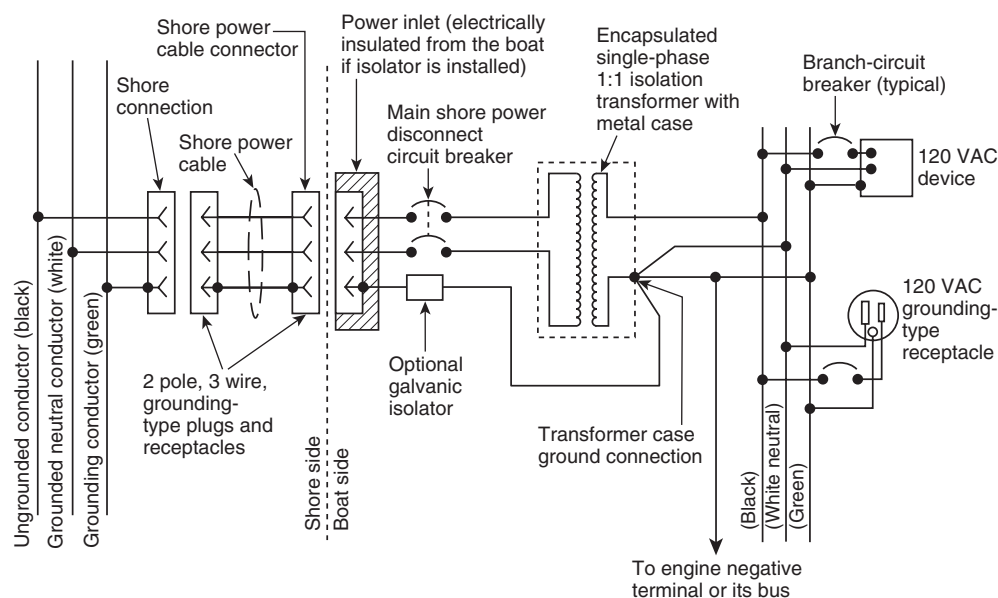 Shore power
cable connector
Power inlet (electrically
insulated from the boat
if isolator is installed)
Encapsulated
single-phase
1:1 isolation
transformer with
metal case
Branch-circuit
breaker (typical)
Shore
connection
Shore power
cable
Main shore power
disconnect
circuit breaker
120 VAC
device
120 VAC
grounding-
type
receptacle
Ungrounded conductor (black)
Grounded neutral conductor (white)
Grounding conductor (green)
2 pole, 3 wire,
grounding-
type plugs and
receptacles
Shore side
Boat side
Optional
galvanic
isolator
Transformer case
ground connection
(Black)
(White neutral)
(Green)
To engine negative
terminal or its bus